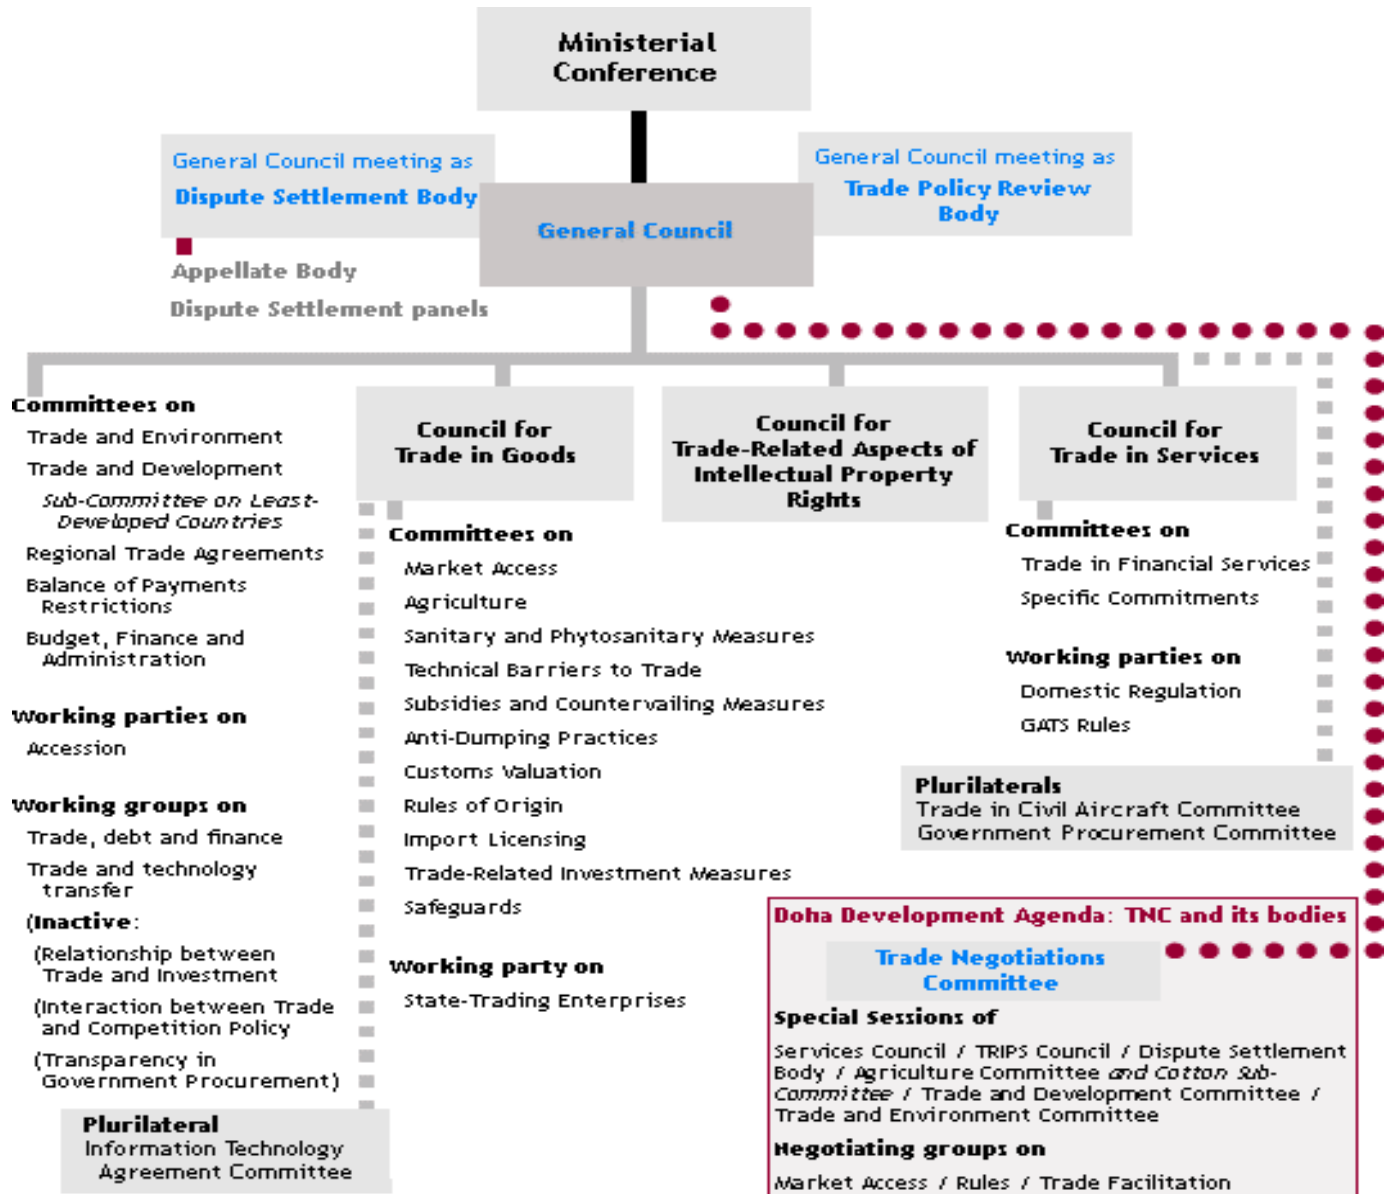 Ministerial
Conference
General Council meeting as
Dispute Settlement Body
General Council meeting as
Trade Policy Review
Body
General Council
Appellate Body
Dispute Settlement panels
Committees on
Trade and Environment
Trade and Development
Sub-Committee on Least-
Developed Countries
Regional Trade Agreements
Balance of Payments
Restrictions
Budget, Finance and
Administration
Working parties on
Accession
Working groups on
Trade, debt and finance
Trade and technology
transfer
(Inactive:
(Relationship between
Trade and Investment
(Interaction between Trade
and Competition Policy
(Transparency in
Government Procurement)
Plurilateral
Information Technology
Agreement Committee
Council for
Trade in Goods
Committees on
Market Access
Agriculture
Sanitary and Phytosanitary Measures
Technical Barriers to Trade
Subsidies and Countervailing Measures
Anti-Dumping Practices
Customs Valuation
Rules of Origin
Import Licensing
Trade-Related Investment Measures
Safeguards
Working party on
State-Trading Enterprises
Council for
Trade-Related Aspects of
Intellectual Property
Rights
Council for
Trade in Services
Committees on
Trade in Financial Services
Specific Commitments
Working parties on
Domestic Regulation
GATS Rules
Plurilaterals
Trade in Civil Aircraft Committee
Government Procurement Committee
Doha Development Agenda: TNC and its bodies
Trade Negotiations
Committee
Special Sessions of
Services Council / TRIPS Council / Dispute Settlement
Body / Agriculture Committee and Cotton Sub-
Committee / Trade and Development Committee /
Trade and Environment Committee
Negotiating groups on
Market Access / Rules / Trade Facilitation